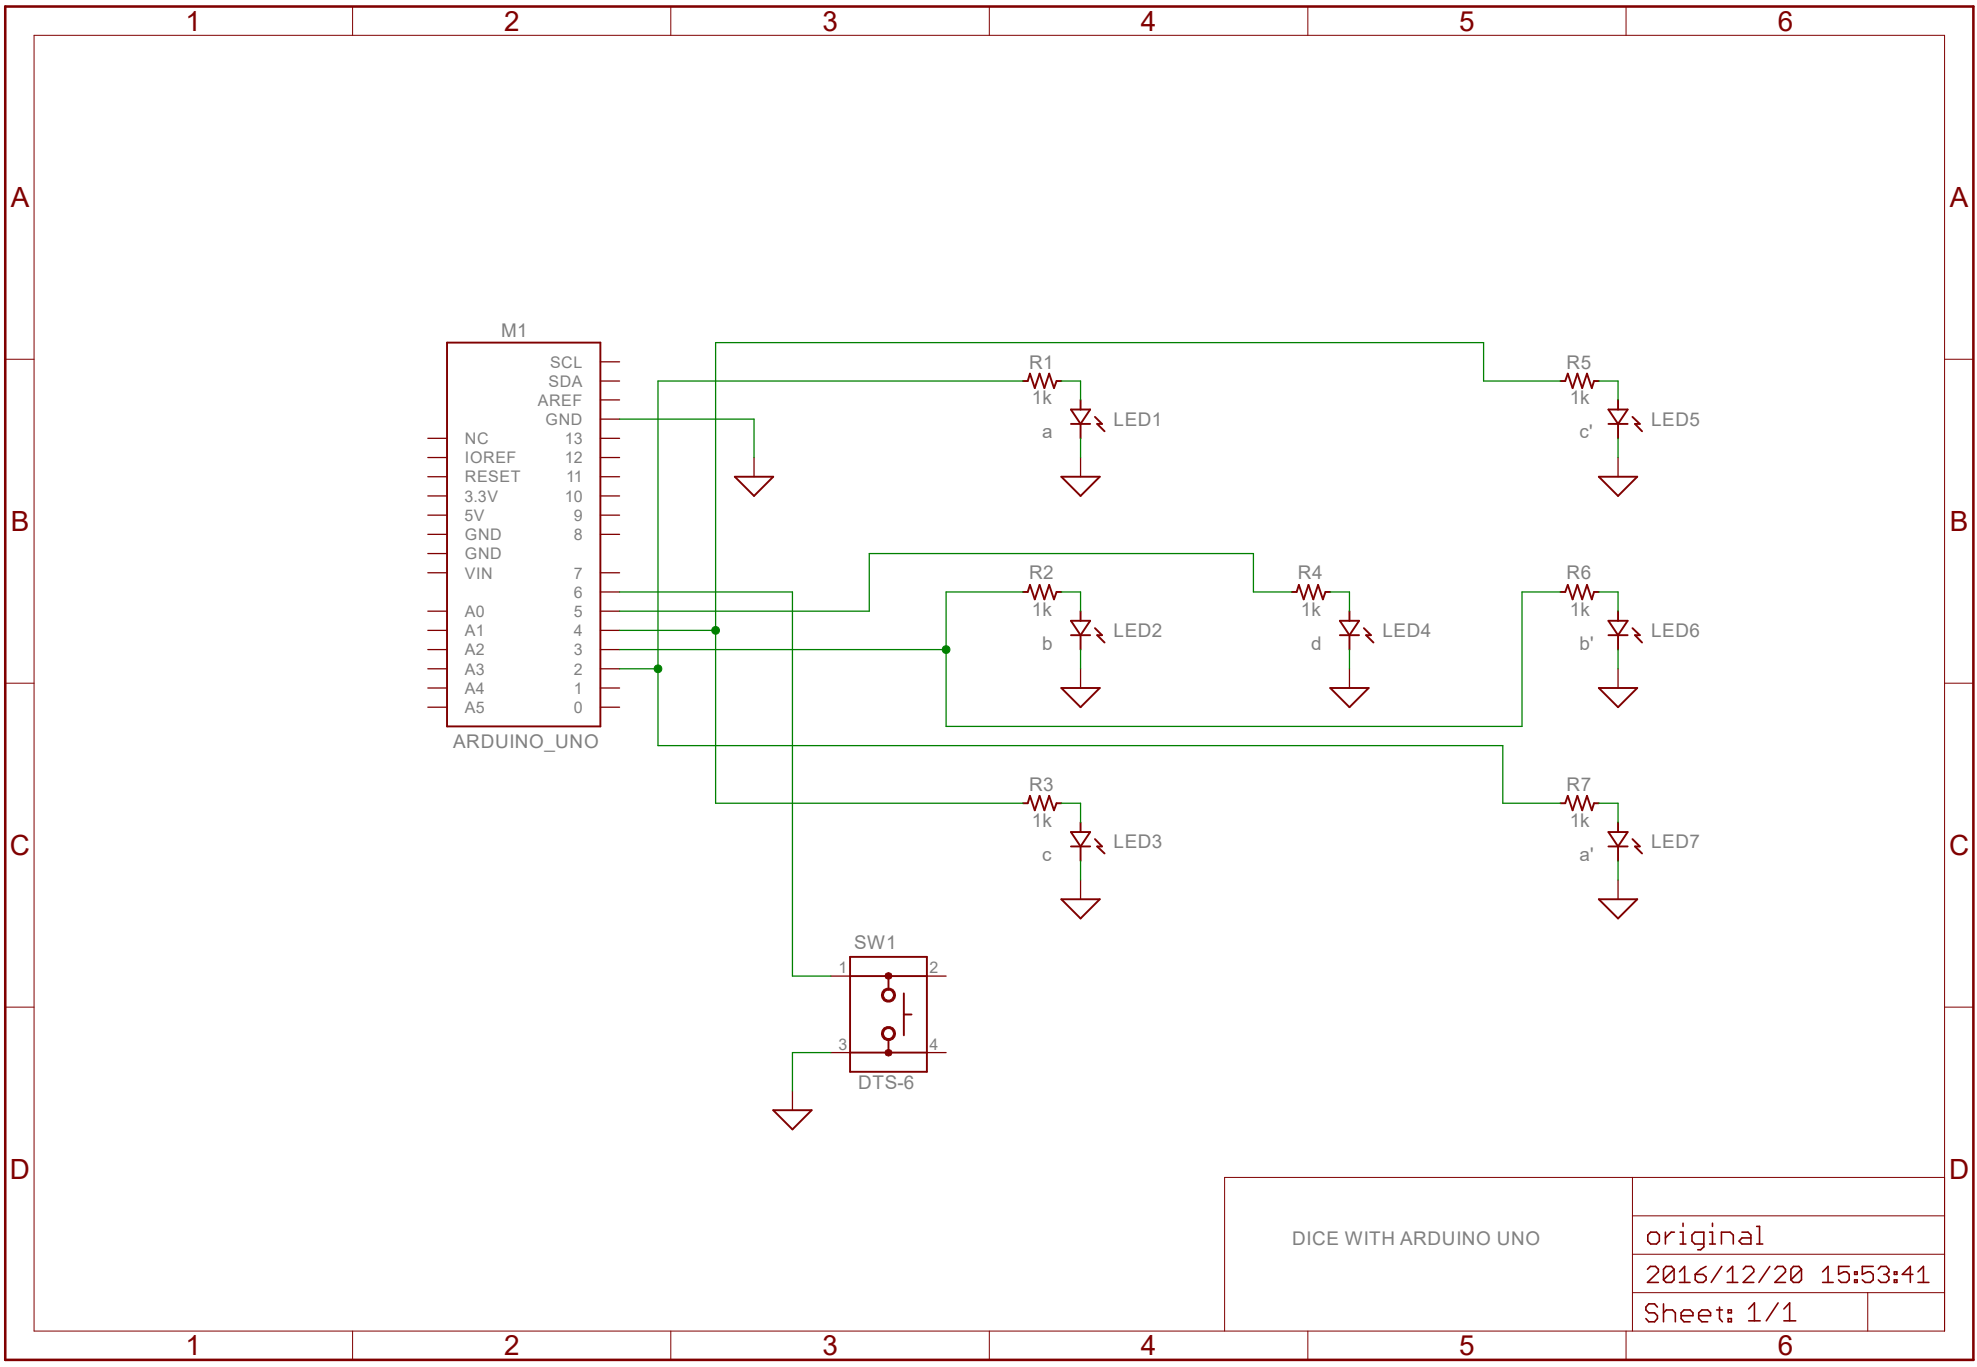 1 2 3 4 5 6
A A
M1
SCL
SDA
AREF
GND
NC 13
IOREF 12
RESET 11
3.3V 10
5V 9
GND 8
GND
VIN 7
6
A0 5
A1 4
A2 3
A3 2
A4 1
A5 0
ARDUINO_UNO
R1
1k
a LED1
R5
1k
c' LED5
B B
R2
1k
b LED2
R4
1k
d LED4
R6
1k
b' LED6
R3
1k
c LED3
R7
1k
a' LED7
C C
SW1
1 2
3 4
DTS-6
D D
DICE WITH ARDUINO UNO
original
2016/12/20 15:53:41
Sheet: 1/1
1 2 3 4 5 6